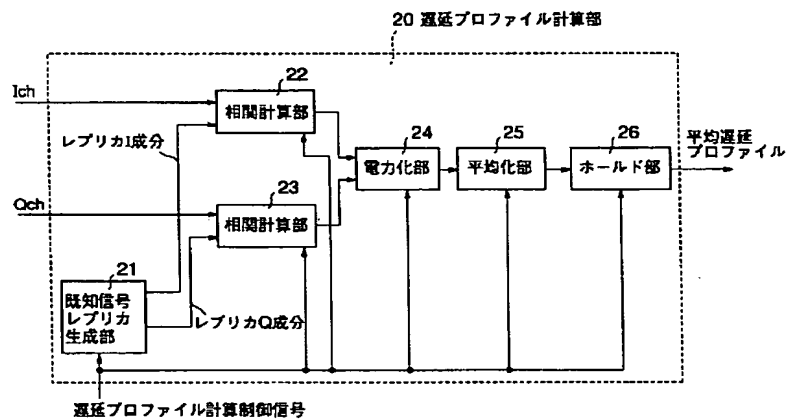 20 遅延プロファイル計算部
Ich
22
相関計算部
レプリカI成分
24
電力化部
25
平均化部
26
ホールド部
平均遅延
プロファイル
Qch
23
相関計算部
21
既知信号
レプリカ
生成部
レプリカQ成分
遅延プロファイル計算制御信号